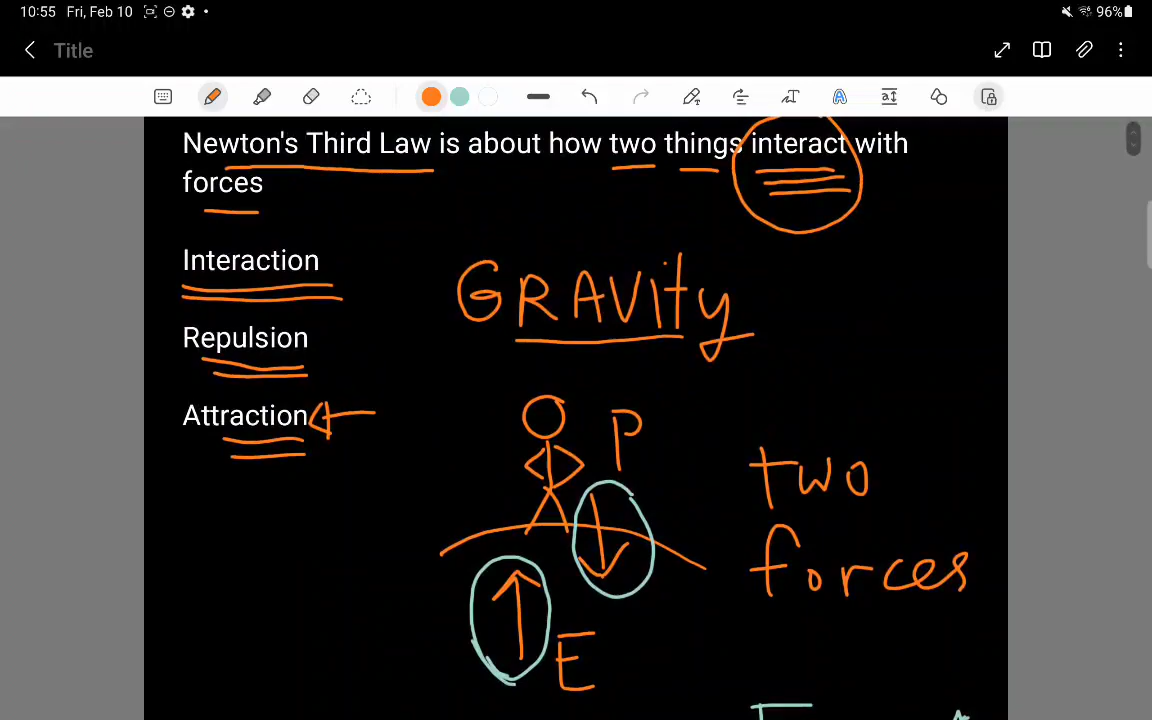 10:55 Fri, Feb 10
96%
Title
Newton's Third Law is about how two things interact with
forces
Interaction
GRAVity
Repulsion
Attraction
P
two
forces
E